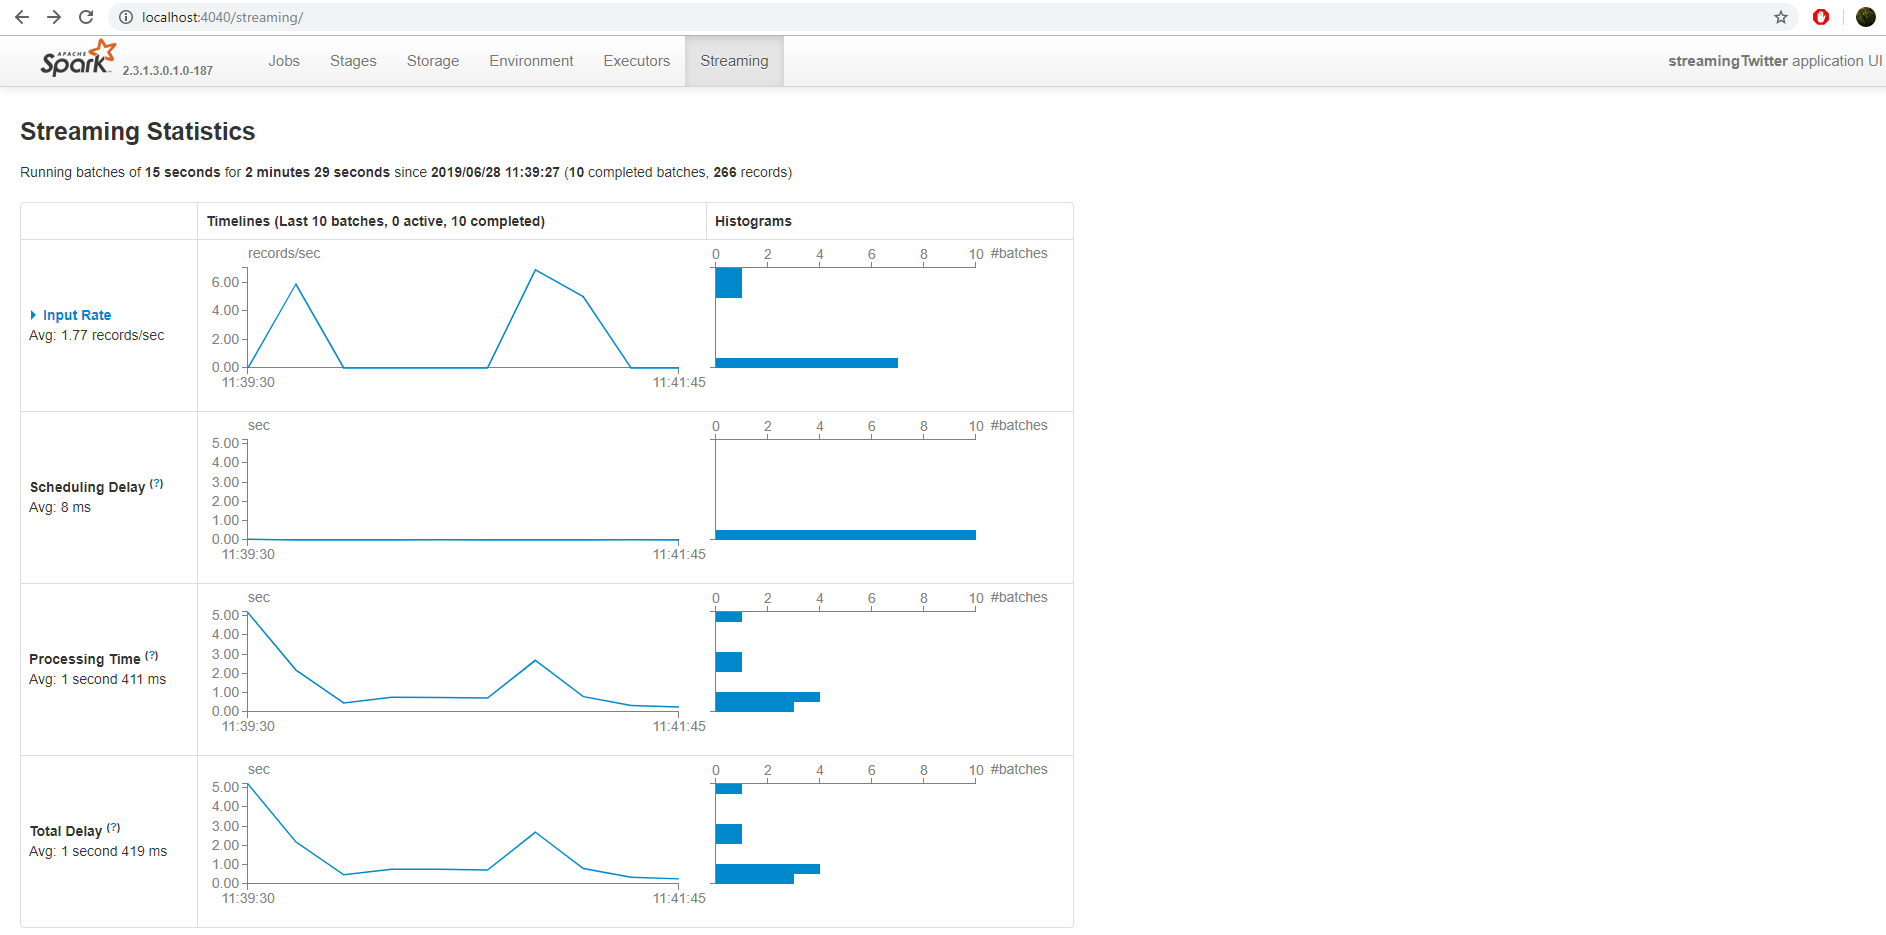 localhost:4040/streaming/
APACHE
Spark 2.3.1.3.0.1.0-187 Jobs Stages Storage Environment Executors Streaming streamingTwitter application UI
Streaming Statistics
Running batches of 15 seconds for 2 minutes 29 seconds since 2019/06/28 11:39:27 (10 completed batches, 266 records)
Timelines (Last 10 batches, 0 active, 10 completed) Histograms
records/sec 0 2 4 6 8 10 #batches
6.00
4.00
Input Rate
2.00
Avg: 1.77 records/sec
0.00
11:39:30 11:41:45
sec 0 2 4 6 8 10 #batches
5.00
4.00
3.00
Scheduling Delay (?)
2.00
Avg: 8 ms
1.00
0.00
11:39:30 11:41:45
sec 0 2 4 6 8 10 #batches
5.00
4.00
3.00
Processing Time (?)
2.00
Avg: 1 second 411 ms
1.00
0.00
11:39:30 11:41:45
sec 0 2 4 6 8 10 #batches
5.00
4.00
3.00
Total Delay (?)
2.00
Avg: 1 second 419 ms
1.00
0.00
11:39:30 11:41:45